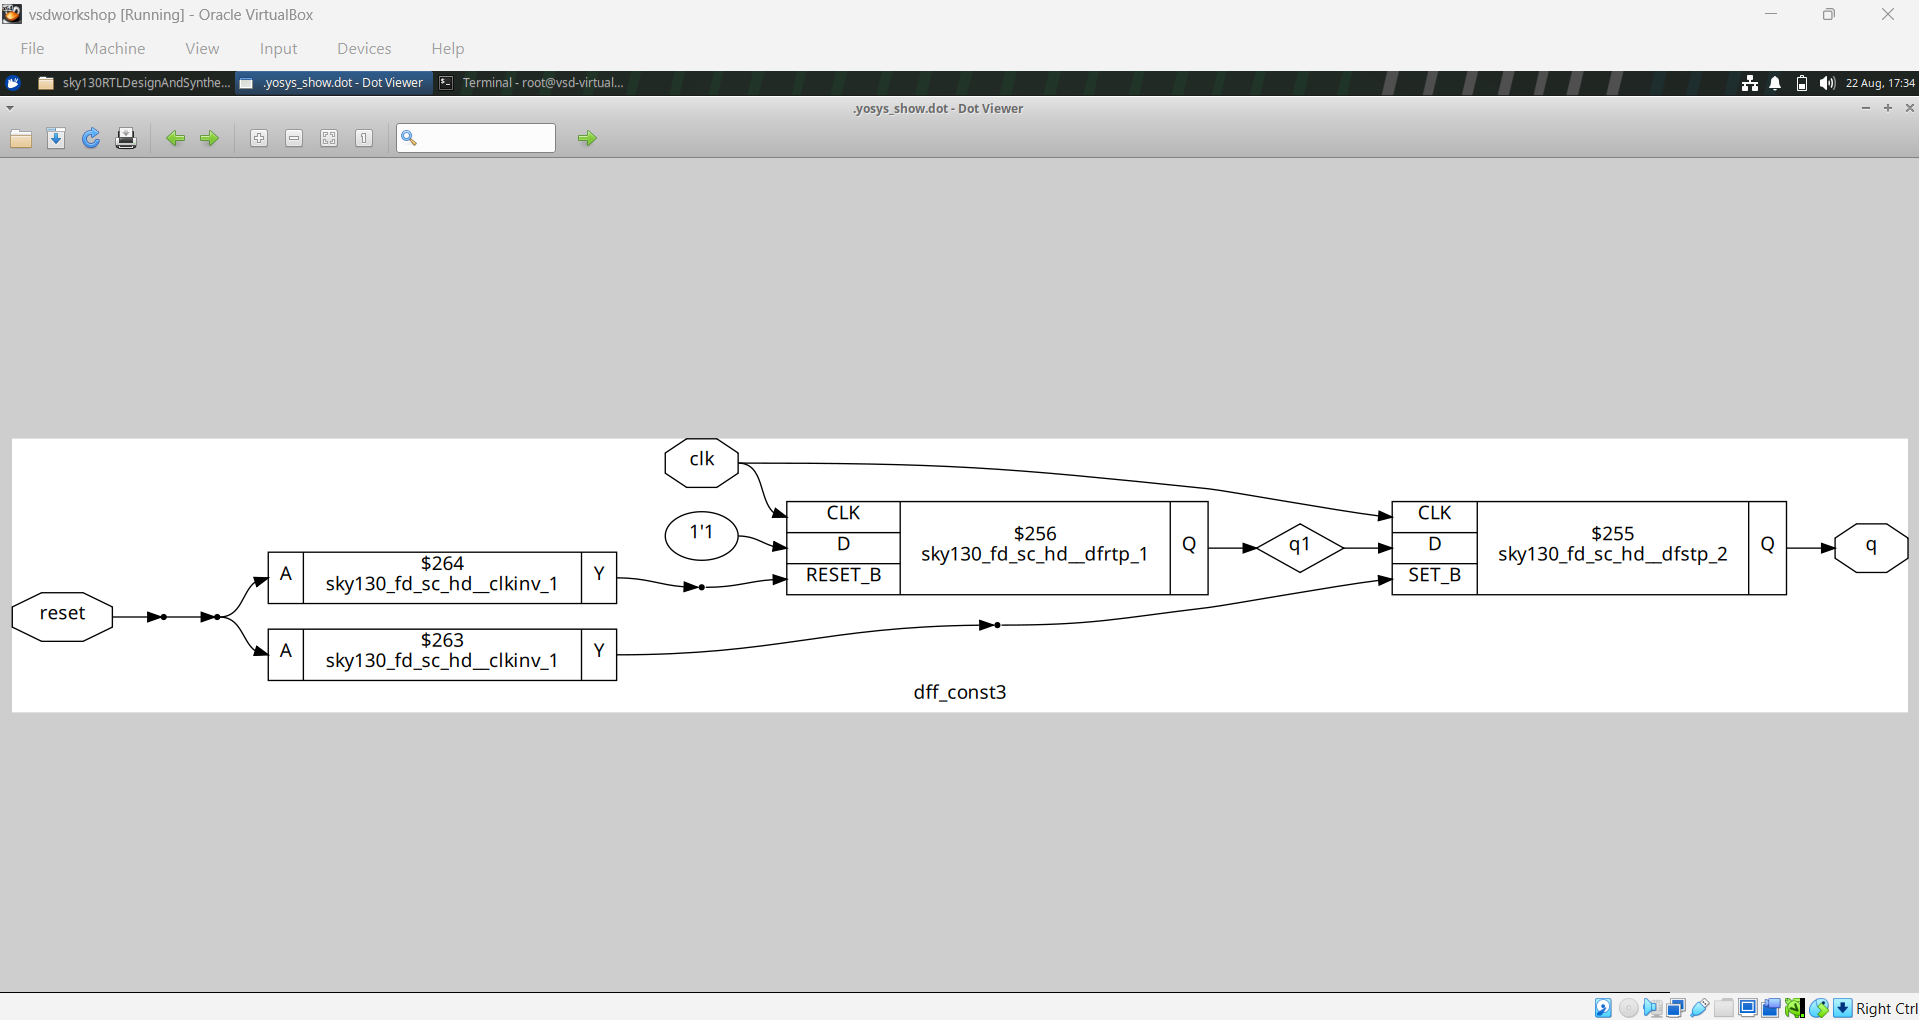 vsdworkshop [Running] - Oracle VirtualBox
File Machine View Input Devices Help
sky130RTLDesignAndSynthe... .yosys_show.dot - Dot Viewer Terminal - root@vsd-virtual... 22 Aug, 17:34
.yosys_show.dot - Dot Viewer
1
clk
1'1
CLK
D
RESET_B
$256
sky130_fd_sc_hd__dfrtp_1
Q
q1
CLK
D
SET_B
$255
sky130_fd_sc_hd__dfstp_2
Q
q
reset
A
$264
sky130_fd_sc_hd__clkinv_1
Y
A
$263
sky130_fd_sc_hd__clkinv_1
Y
dff_const3
Right Ctrl